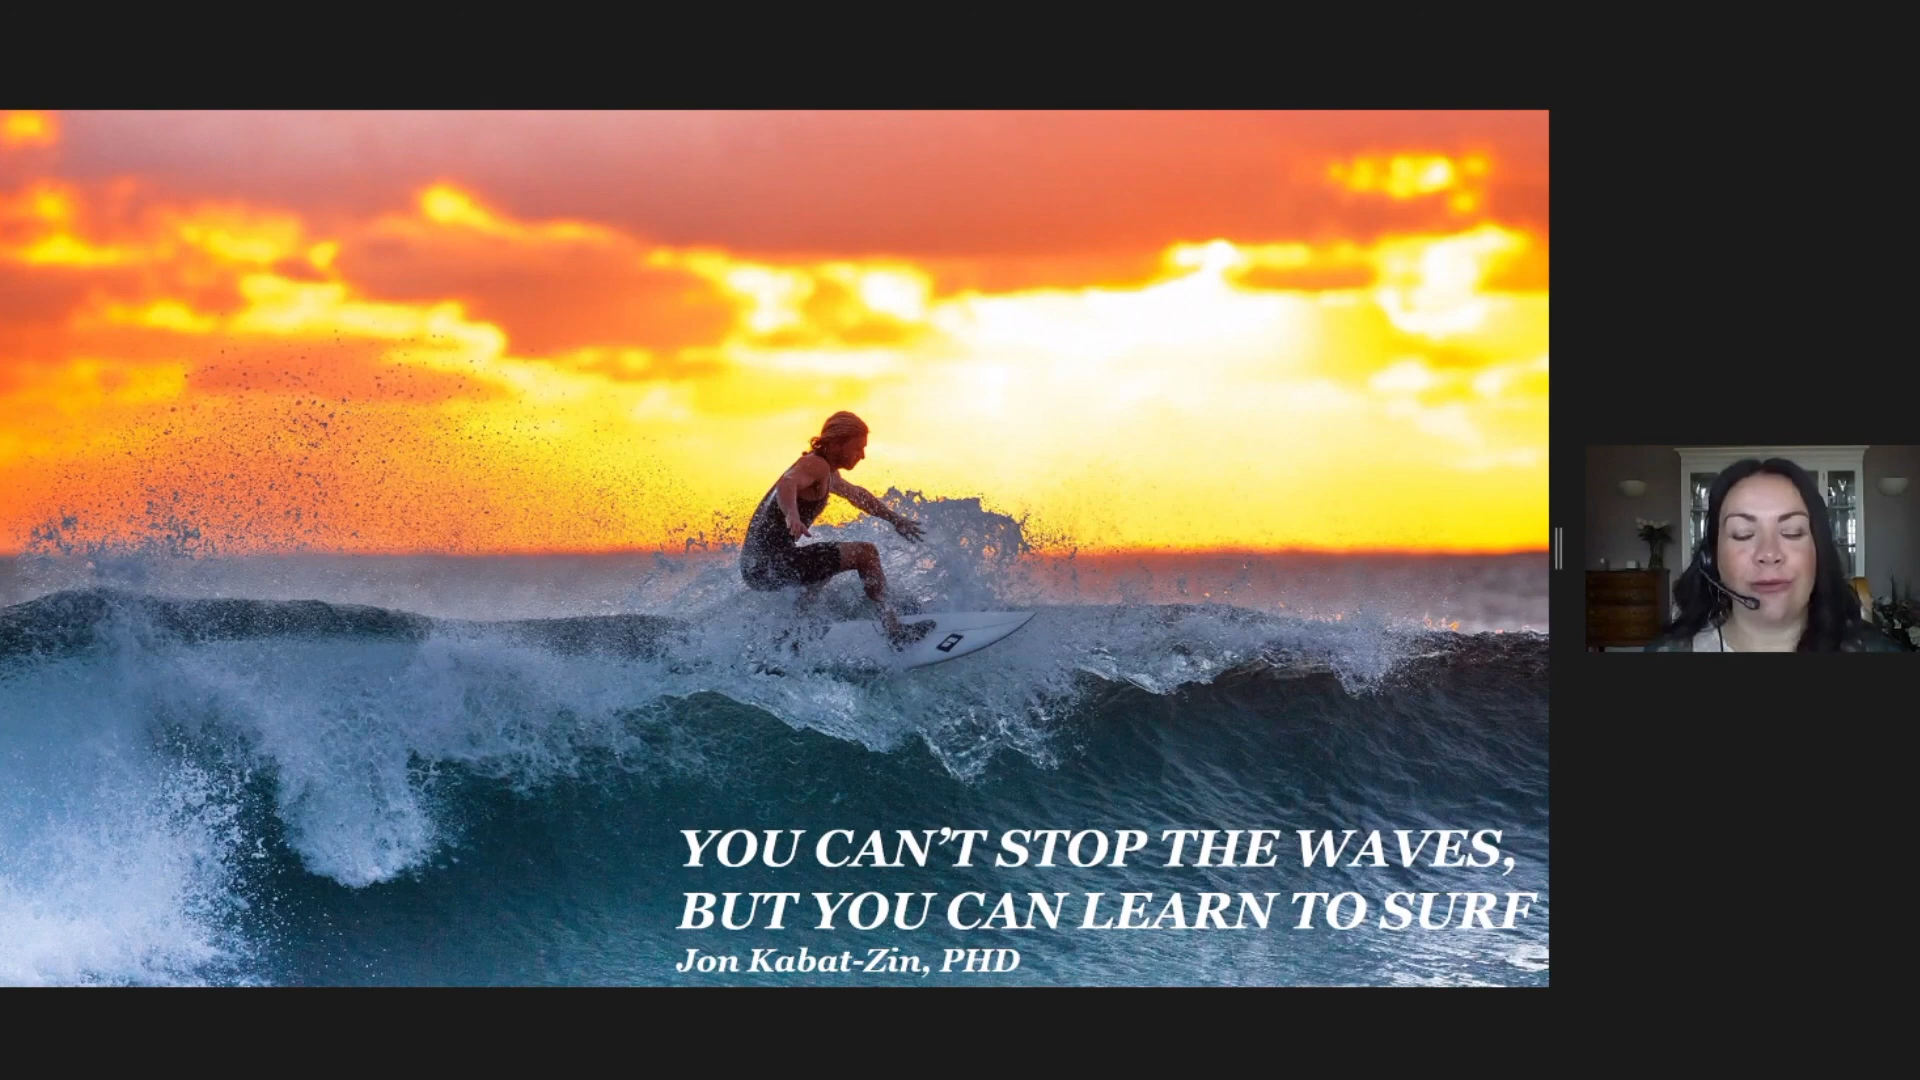 YOU CAN’T STOP THE WAVES,
BUT YOU CAN LEARN TO SURF
Jon Kabat-Zin, PHD